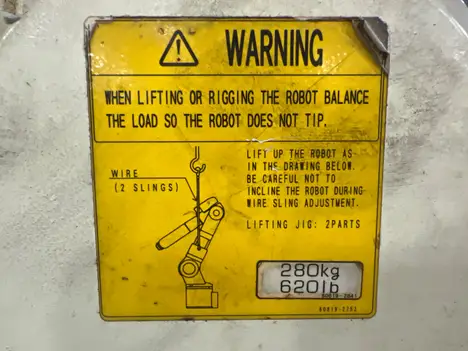 WARNING
WHEN LIFTING OR RIGGING THE ROBOT BALANCE
THE LOAD SO THE ROBOT DOES NOT TIP.
LIFT UP THE ROBOT AS
IN THE DRAWING BELOW.
BE CAREFUL NOT TO
INCLINE THE ROBOT DURING
WIRE SLING ADJUSTMENT.
LIFTING JIG: 2PARTS
WIRE
(2 SLINGS)
280kg
620lb